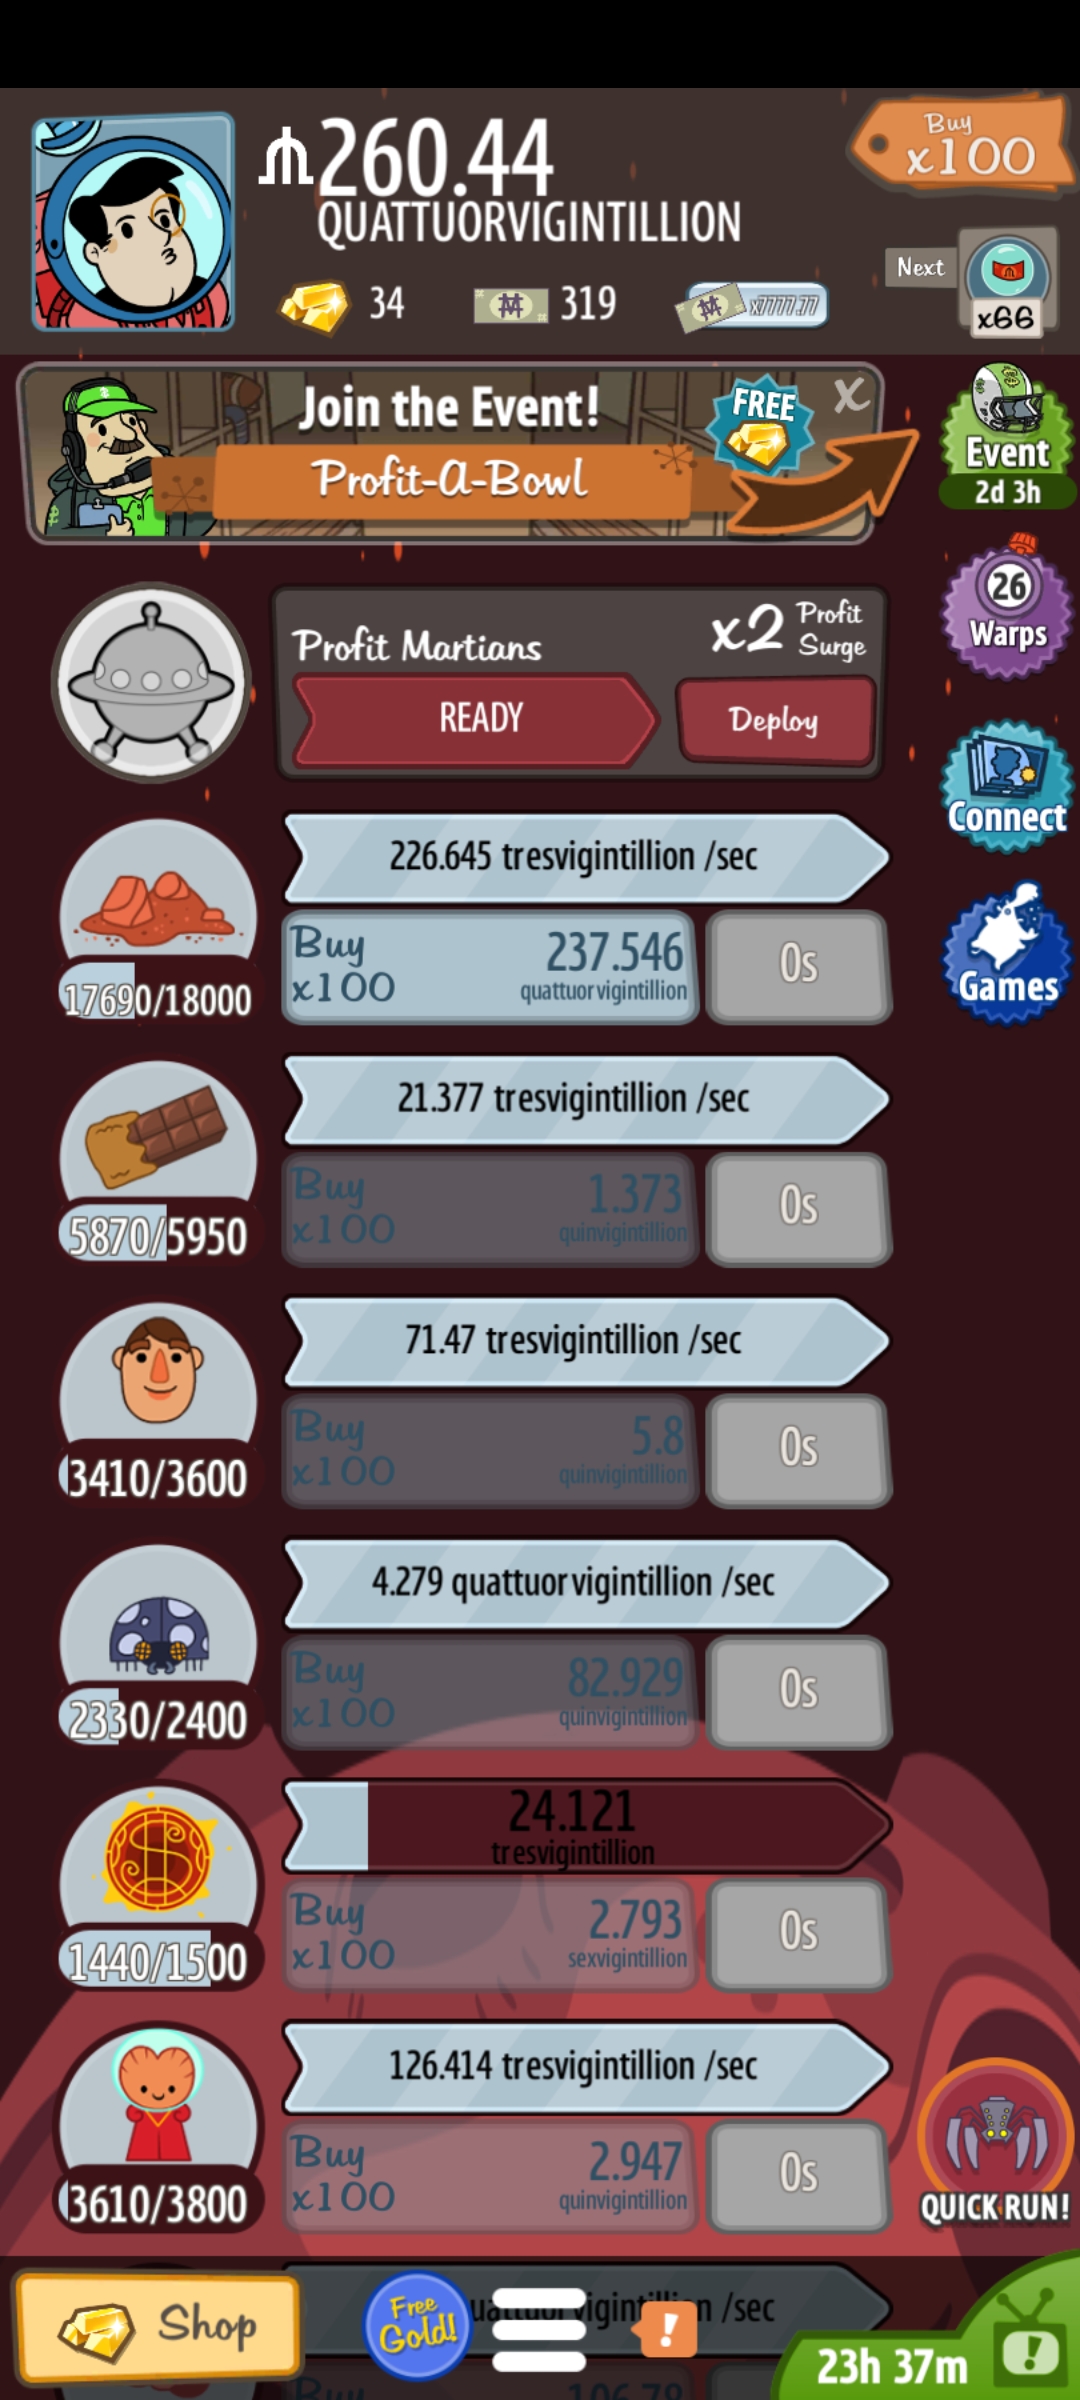 260.44
QUATTUORVIGINTILLION
Buy
x100
34
319
x7777.77
Next
x66
Join the Event!
Profit-A-Bowl
FREE
X
Event
2d 3h
Profit Martians
x2 Profit Surge
READY
Deploy
26
Warps
Connect
Games
226.645 tresvigintillion /sec
17690/18000
Buy x100
237.546
quattuorvigintillion
0s
21.377 tresvigintillion /sec
5870/5950
Buy x100
1.373
quinvigintillion
0s
71.47 tresvigintillion /sec
3410/3600
Buy x100
5.8
quinvigintillion
0s
4.279 quattuorvigintillion /sec
2330/2400
Buy x100
82.929
quinvigintillion
0s
24.121
tresvigintillion
1440/1500
Buy x100
2.793
sexvigintillion
0s
126.414 tresvigintillion /sec
3610/3800
Buy x100
2.947
quinvigintillion
0s
QUICK RUN!
Shop
Free Gold!
/sec
!
23h 37m
!
Buy